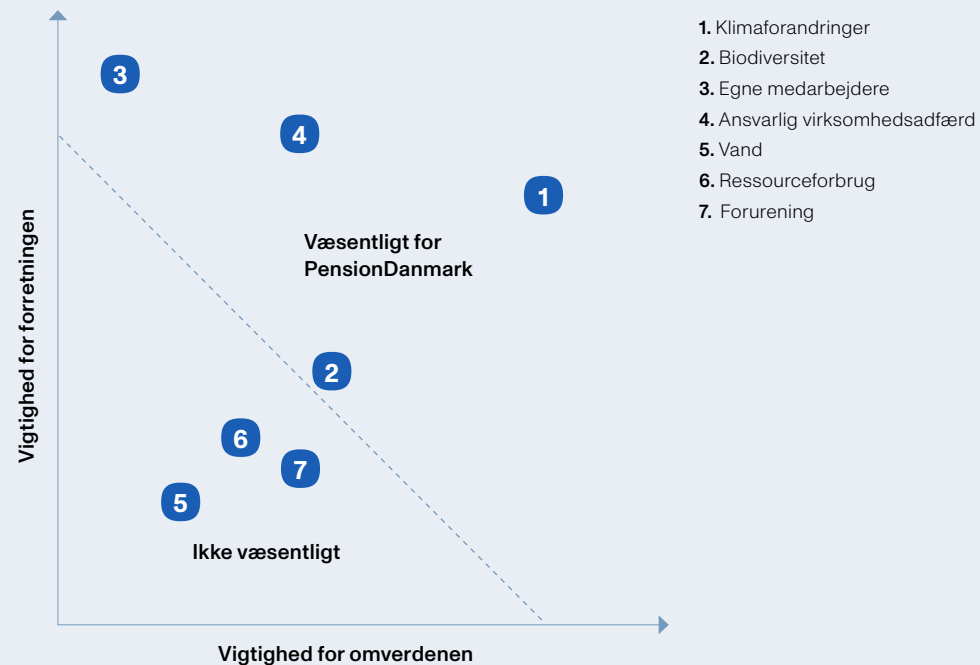 1. Klimaforandringer
2. Biodiversitet
3. Egne medarbejdere
4. Ansvarlig virksomhedsadfærd
5. Vand
6. Ressourceforbrug
7. Forurening
3
4
1
Væsentligt for
PensionDanmark
2
6
7
5
Ikke væsentligt
Vigtighed for forretningen
Vigtighed for omverdenen